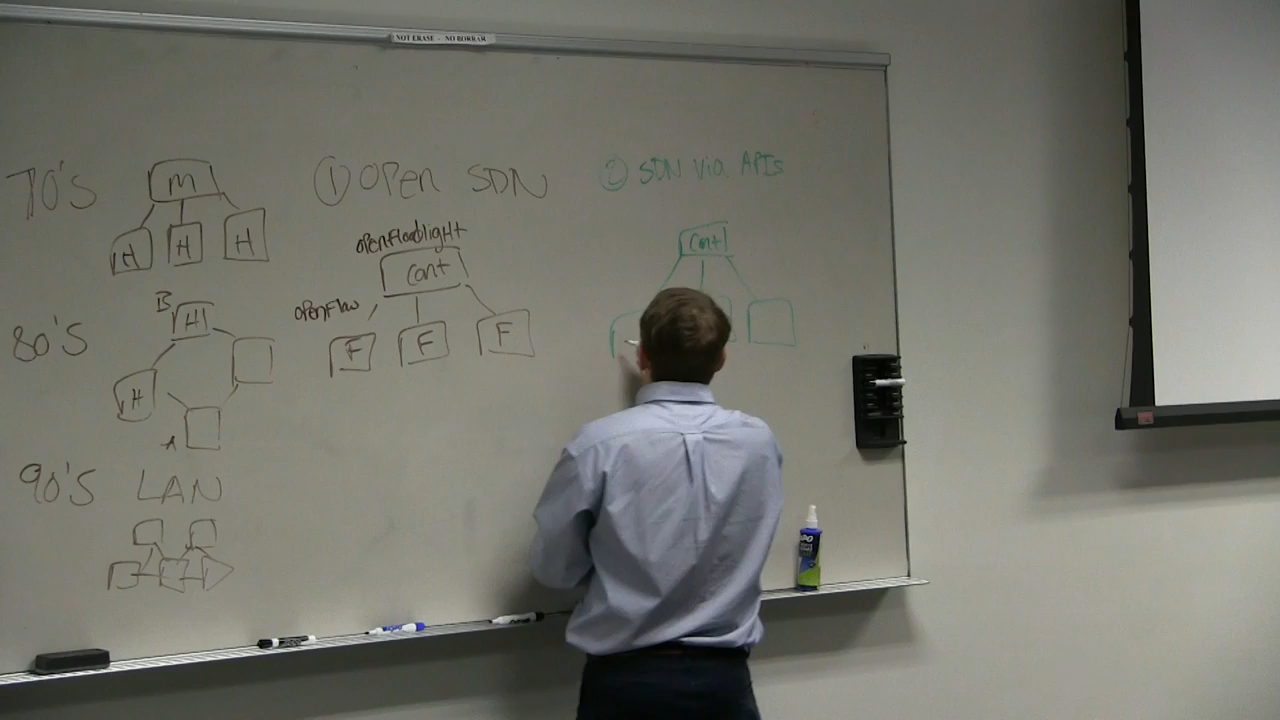 NOT ERASE - NO BORRAR
70'S
M
H H H
80'S
B
H
H
A
90'S LAN
① OPEN SDN
openFloodlight
cont
openFlow
F F F
② SDN via APIs
cont